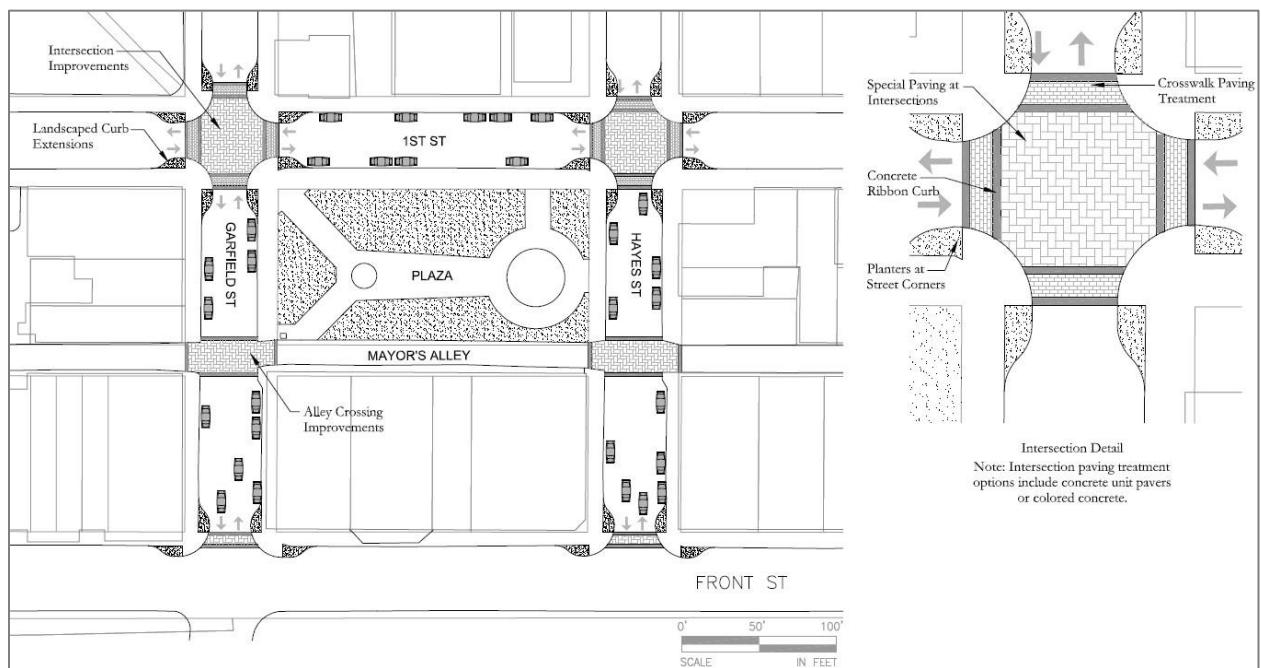 Intersection
Improvements
Landscaped Curb
Extensions
1ST ST
GARFIELD ST
PLAZA
HAYES ST
MAYOR'S ALLEY
Alley Crossing
Improvements
FRONT ST
0'
50'
100'
SCALE
IN FEET
Special Paving at
Intersections
Crosswalk Paving
Treatment
Concrete
Ribbon Curb
Planters at
Street Corners
Intersection Detail
Note: Intersection paving treatment
options include concrete unit pavers
or colored concrete.